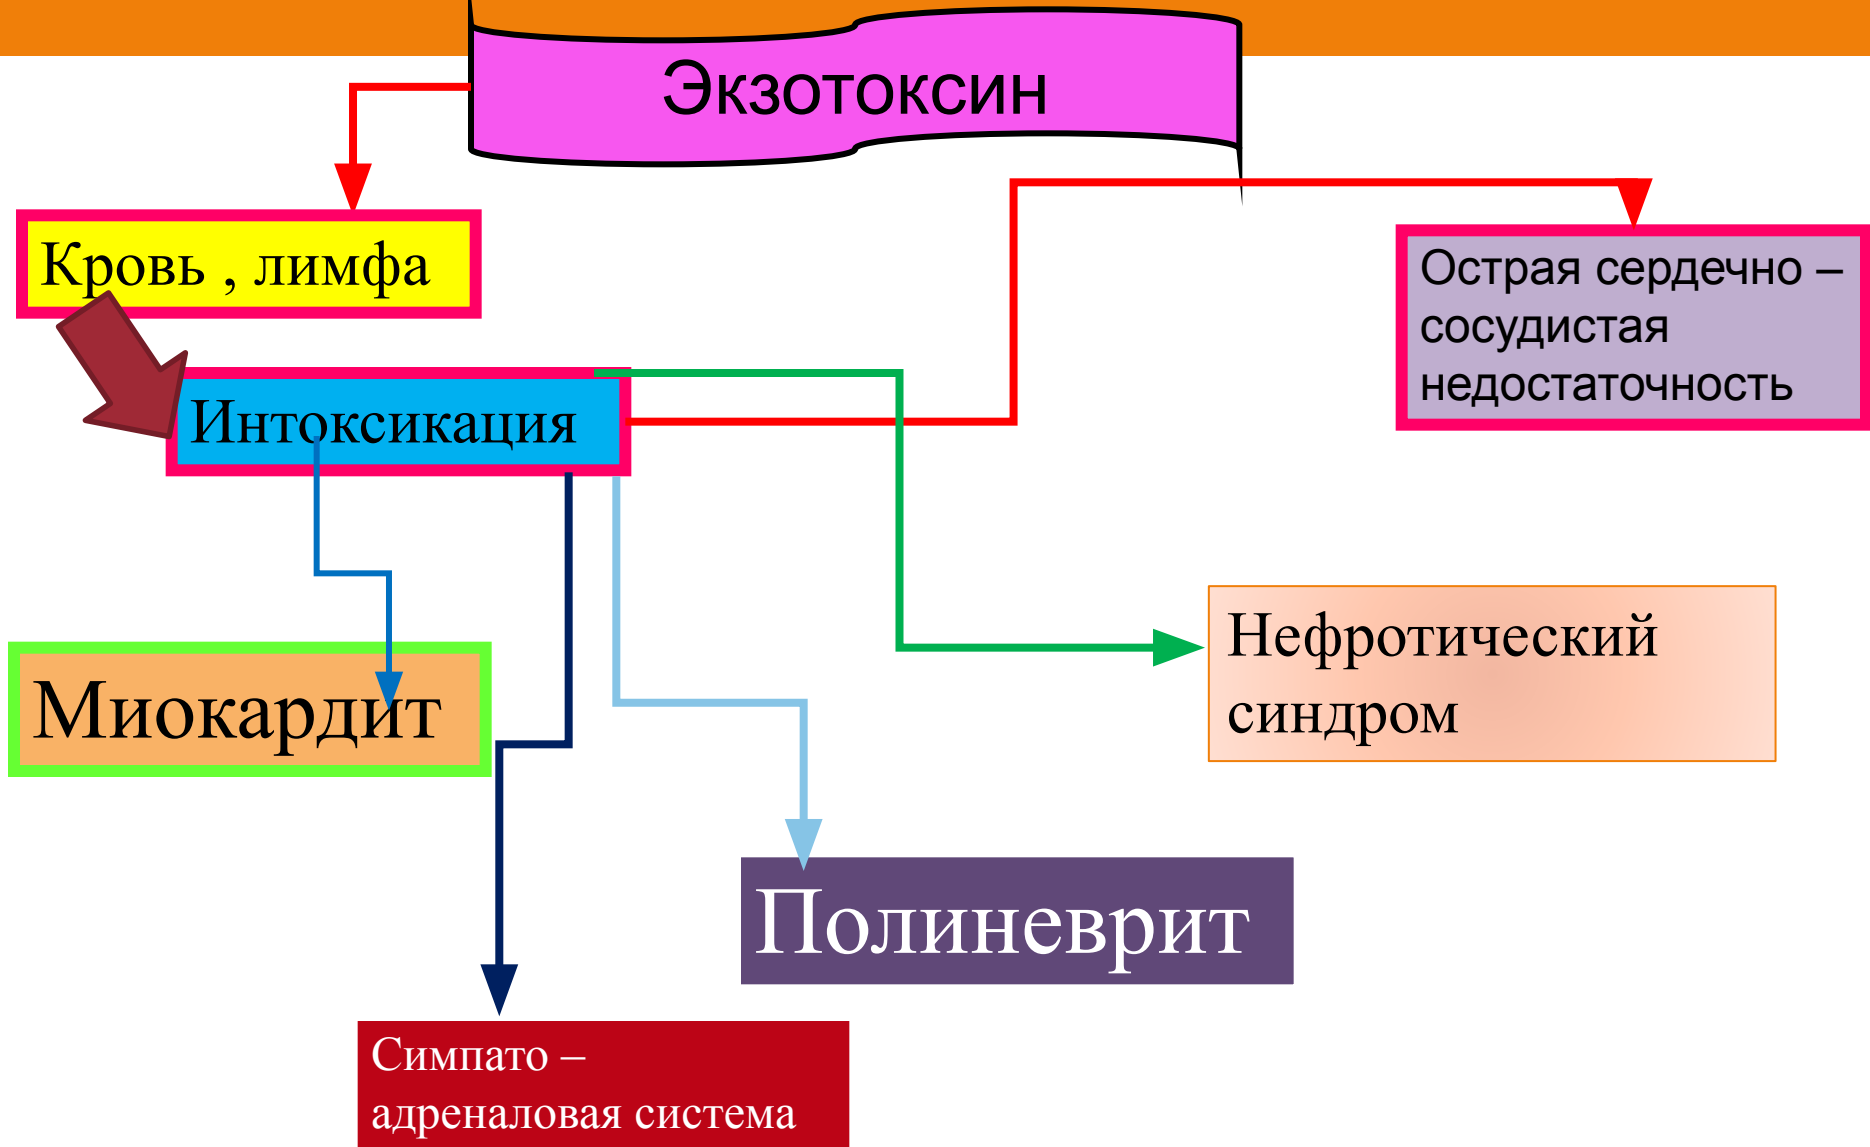 Экзотоксин
Кровь , лимфа
Острая сердечно –
сосудистая
недостаточность
Интоксикация
Нефротический
синдром
Миокардит
Полиневрит
Симпато –
адреналовая система